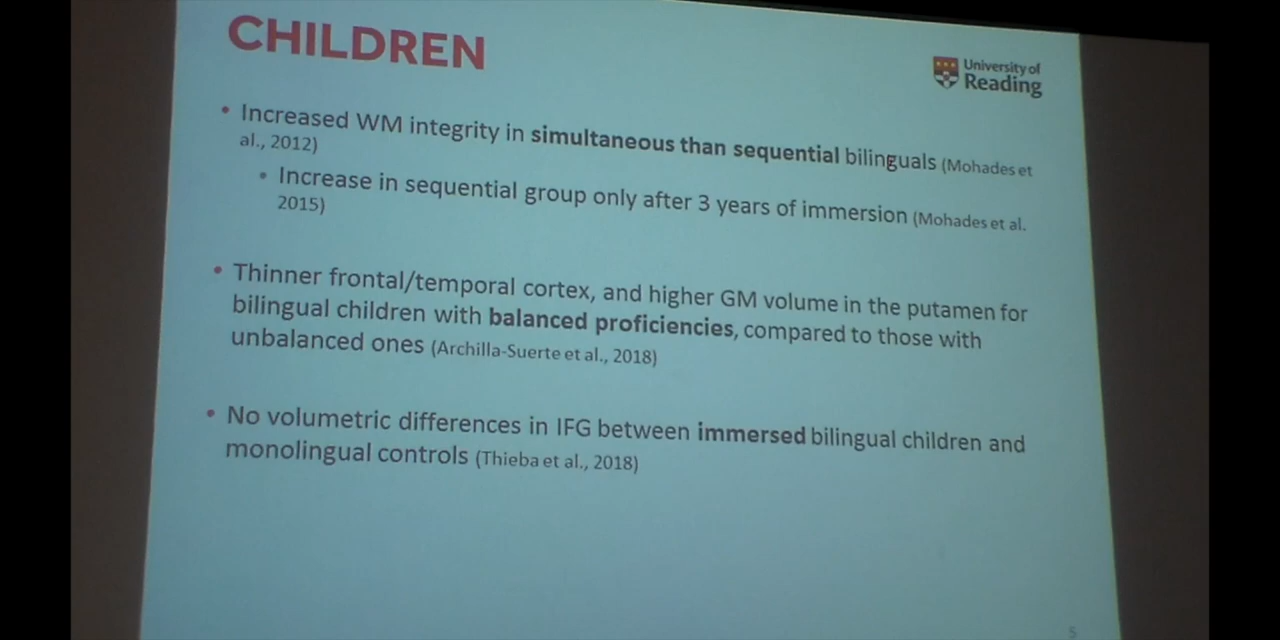 CHILDREN
University of
Reading
• Increased WM integrity in simultaneous than sequential bilinguals (Mohades et
al., 2012)
• Increase in sequential group only after 3 years of immersion (Mohades et al.
2015)
• Thinner frontal/temporal cortex, and higher GM volume in the putamen for
bilingual children with balanced proficiencies, compared to those with
unbalanced ones (Archilla-Suerte et al., 2018)
• No volumetric differences in IFG between immersed bilingual children and
monolingual controls (Thieba et al., 2018)
5